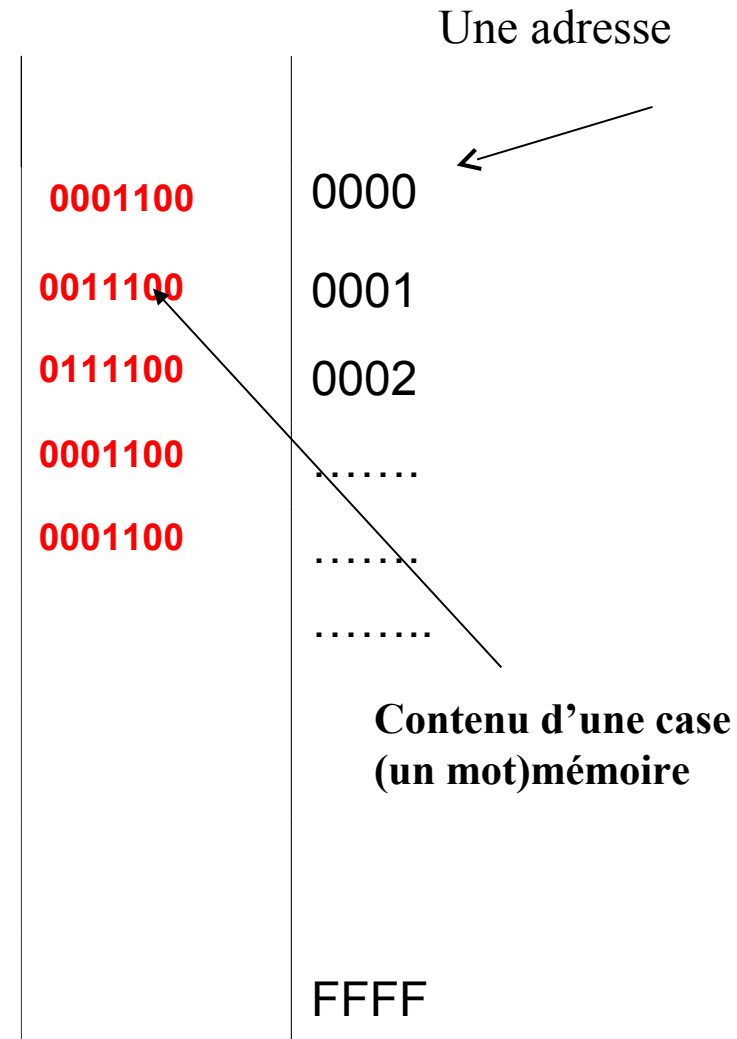 Une adresse
0001100 0000
0011100 0001
0111100 0002
0001100 .......
0001100 .......
........
Contenu d’une case
(un mot)mémoire
FFFF